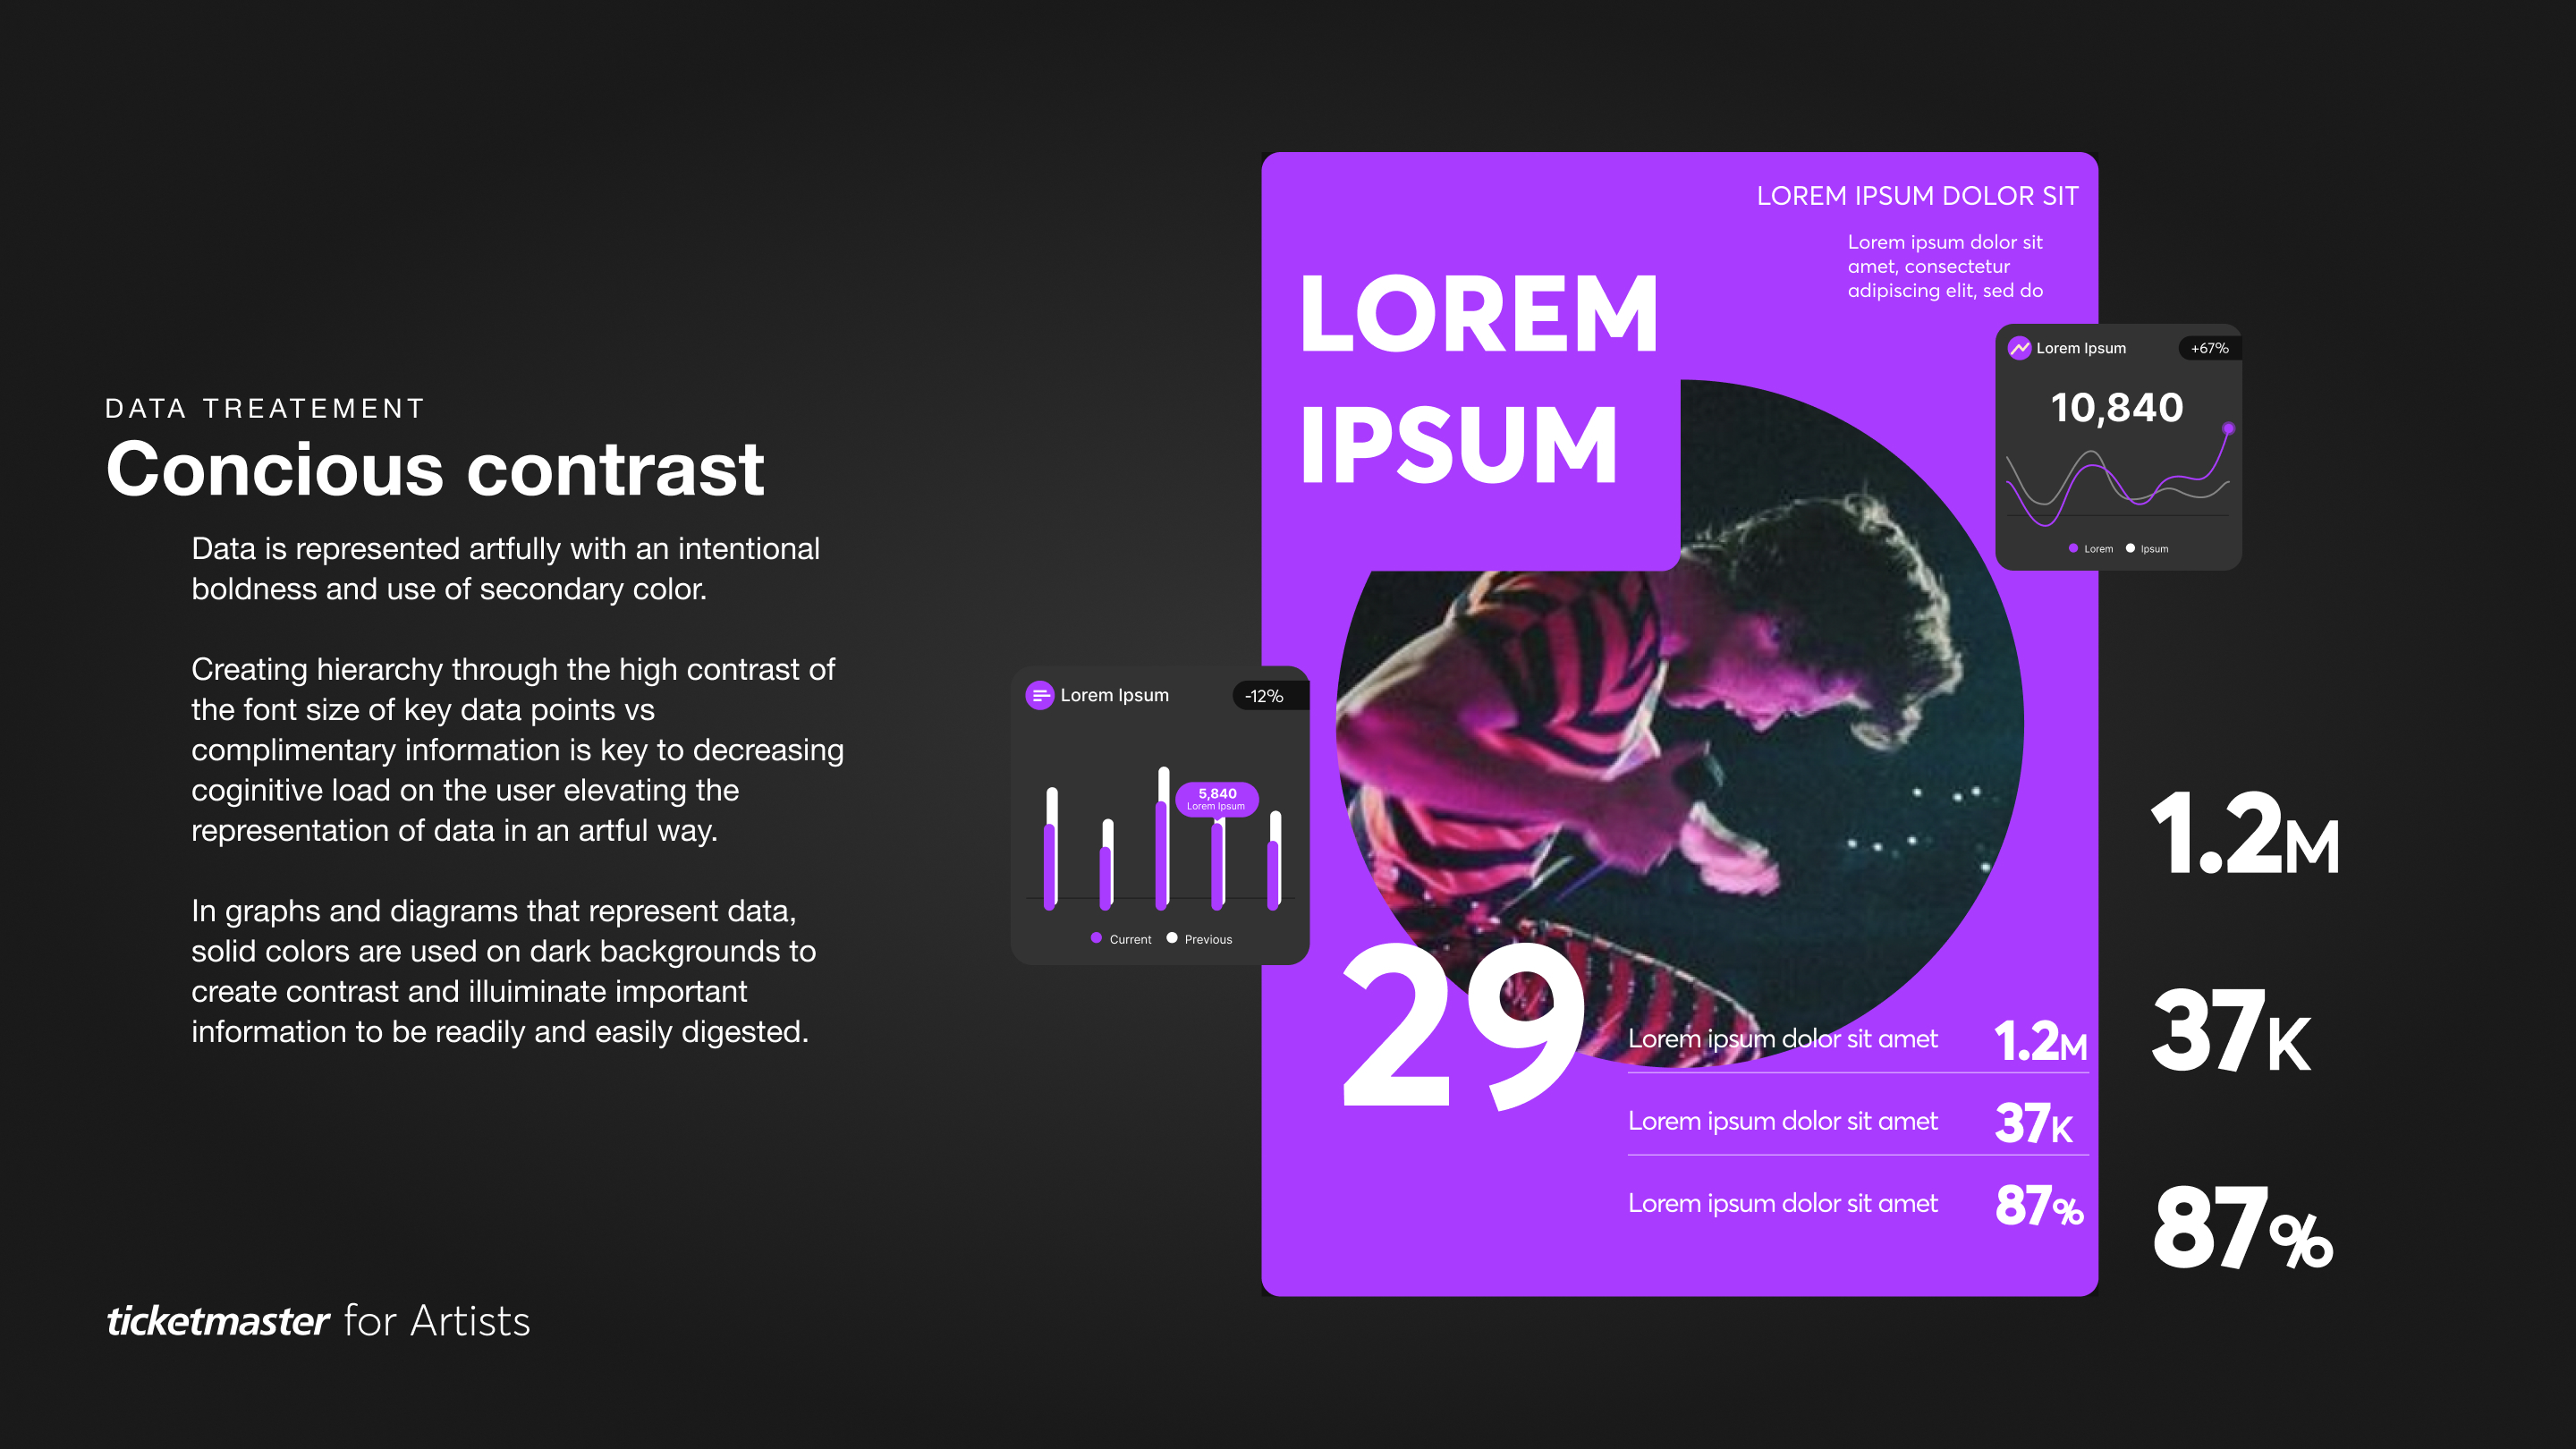 DATA TREATEMENT
Concious contrast
Data is represented artfully with an intentional
boldness and use of secondary color.
Creating hierarchy through the high contrast of
the font size of key data points vs
complimentary information is key to decreasing
coginitive load on the user elevating the
representation of data in an artful way.
In graphs and diagrams that represent data,
solid colors are used on dark backgrounds to
create contrast and illuiminate important
information to be readily and easily digested.
ticketmaster for Artists
LOREM IPSUM DOLOR SIT
Lorem ipsum dolor sit
amet, consectetur
adipiscing elit, sed do
LOREM
IPSUM
Lorem Ipsum +67%
10,840
Lorem Ipsum
Lorem Ipsum -12%
5,840
Lorem Ipsum
Current Previous
29
Lorem ipsum dolor sit amet 1.2M
Lorem ipsum dolor sit amet 37K
Lorem ipsum dolor sit amet 87%
1.2M
37K
87%